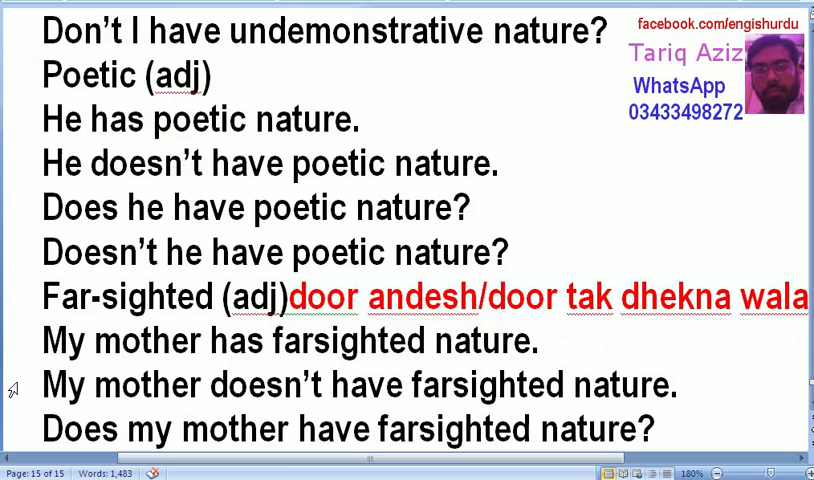 Don't I have undemonstrative nature?
Poetic (adj)
He has poetic nature.
He doesn't have poetic nature.
Does he have poetic nature?
Doesn't he have poetic nature?
Far-sighted (adj)door andesh/door tak dhekna wala
My mother has farsighted nature.
My mother doesn't have farsighted nature.
Does my mother have farsighted nature?
facebook.com/engishurdu
Tariq Aziz
WhatsApp
03433498272
Page: 15 of 15 Words: 1,483 180%